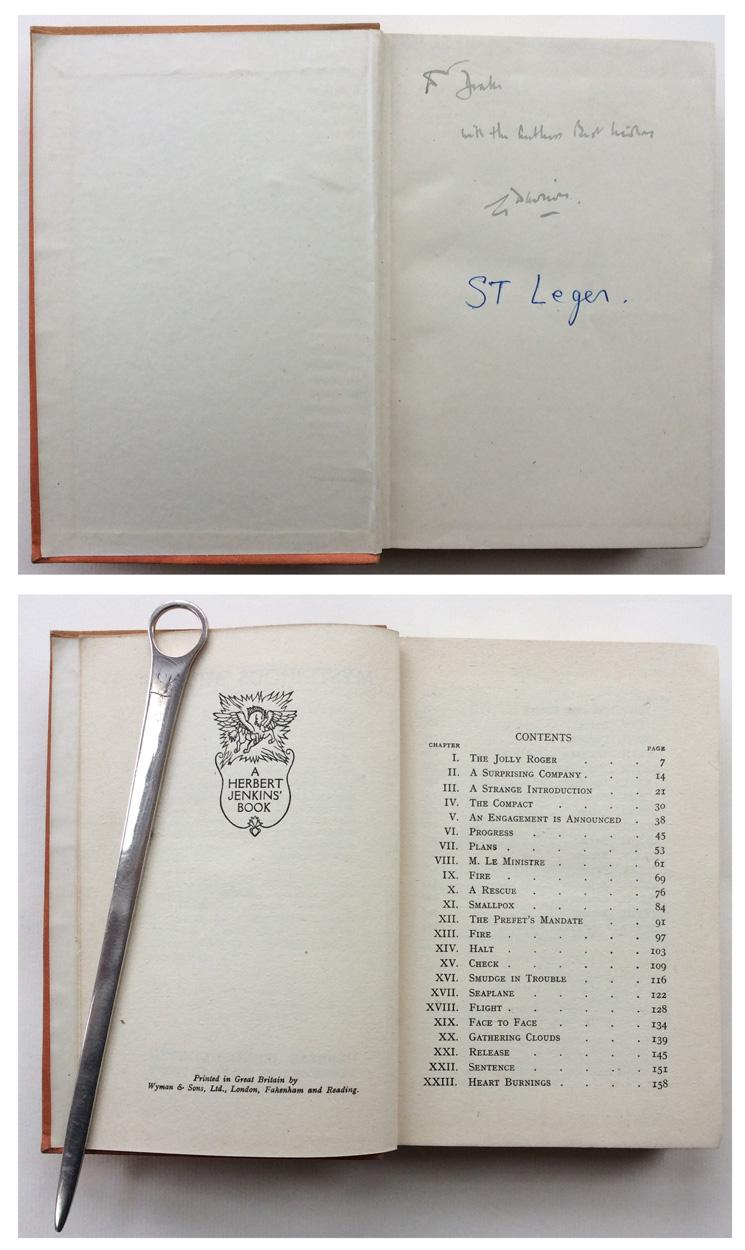 with the Authors Best Wishes
ST Leger.
A
HERBERT
JENKINS'
BOOK
Printed in Great Britain by
Wyman & Sons, Ltd., London, Fakenham and Reading.
CONTENTS
CHAPTER PAGE
I. THE JOLLY ROGER . . . 7
II. A SURPRISING COMPANY . . . 14
III. A STRANGE INTRODUCTION . . 21
IV. THE COMPACT . . . . 30
V. AN ENGAGEMENT IS ANNOUNCED . 38
VI. PROGRESS . . . . . 45
VII. PLANS . . . . . . 53
VIII. M. LE MINISTRE . . . . 61
IX. FIRE . . . . . . 69
X. A RESCUE . . . . . 76
XI. SMALLPOX . . . . . 84
XII. THE PREFET'S MANDATE . . 91
XIII. FIRE . . . . . . 97
XIV. HALT . . . . . . 103
XV. CHECK . . . . . . 109
XVI. SMUDGE IN TROUBLE . . . 116
XVII. SEAPLANE . . . . . 122
XVIII. FLIGHT . . . . . . 128
XIX. FACE TO FACE . . . . 134
XX. GATHERING CLOUDS . . . 139
XXI. RELEASE . . . . . 145
XXII. SENTENCE . . . . . 151
XXIII. HEART BURNINGS . . . . 158